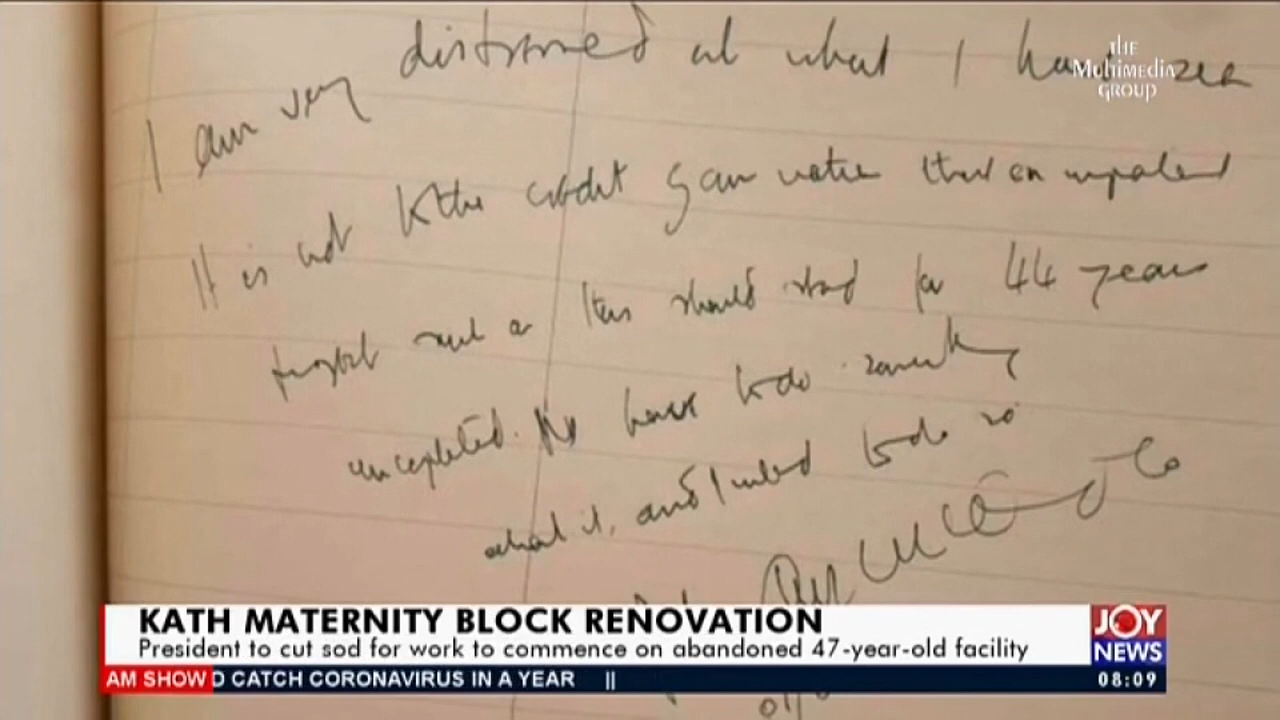 THE
Multimedia
GROUP
I am very distressed at what I have seen
It is not to the credit of our nation that an important
project such as this should stand for 44 years
uncompleted. We have to do something
about it, and I intend to do so
KATH MATERNITY BLOCK RENOVATION
President to cut sod for work to commence on abandoned 47-year-old facility
JOY
NEWS
AM SHOW D CATCH CORONAVIRUS IN A YEAR ||
08:09